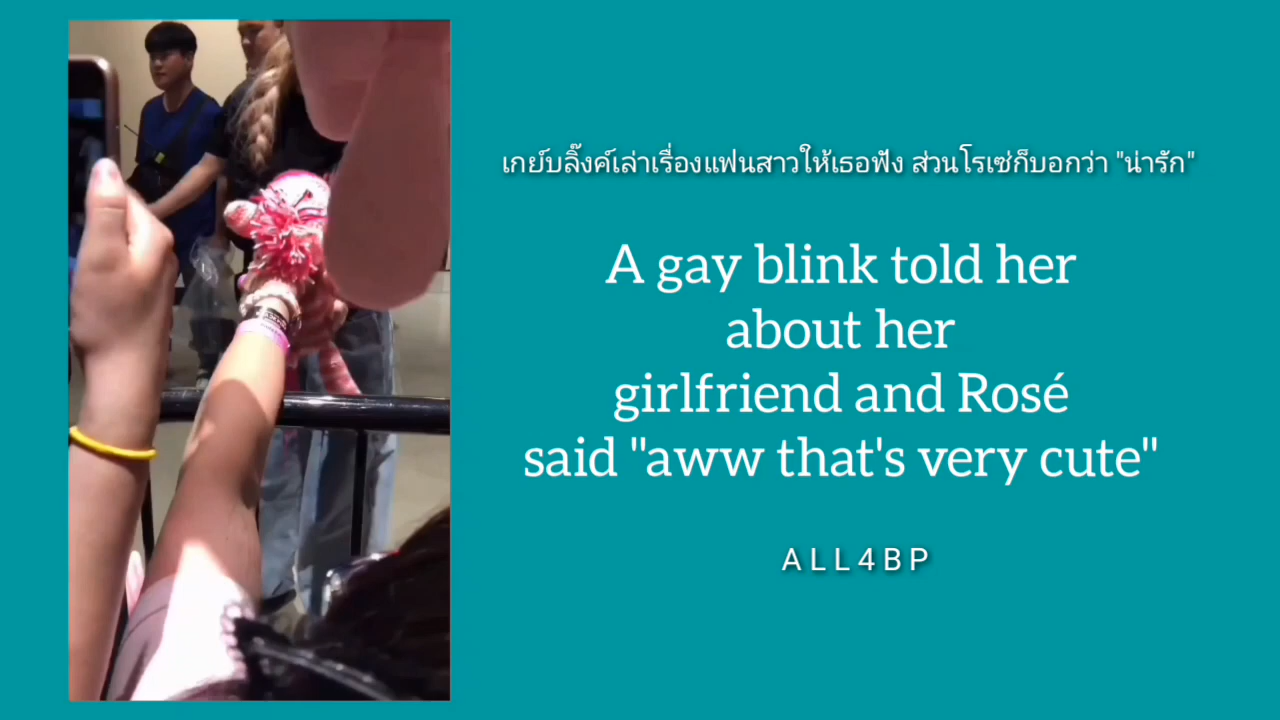 เกย์บลิ๊งค์เล่าเรื่องแฟนสาวให้เธอฟัง ส่วนโรเซ่ก็บอกว่า "น่ารัก"
A gay blink told her
about her
girlfriend and Rosé
said "aww that's very cute"
ALL4BP